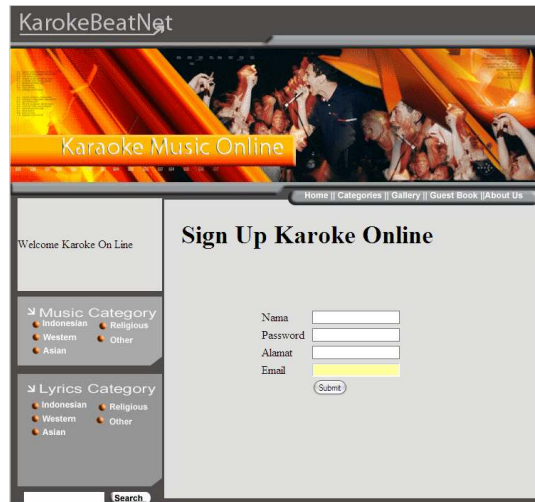 KarokeBeatNet
Karaoke Music Online
Home || Categories || Gallery || Guest Book ||About Us
Welcome Karoke On Line
Sign Up Karoke Online
Nama
Password
Alamat
Email
Submit
Music Category
Indonesian Religious
Western Other
Asian
Lyrics Category
Indonesian Religious
Western Other
Asian
Search